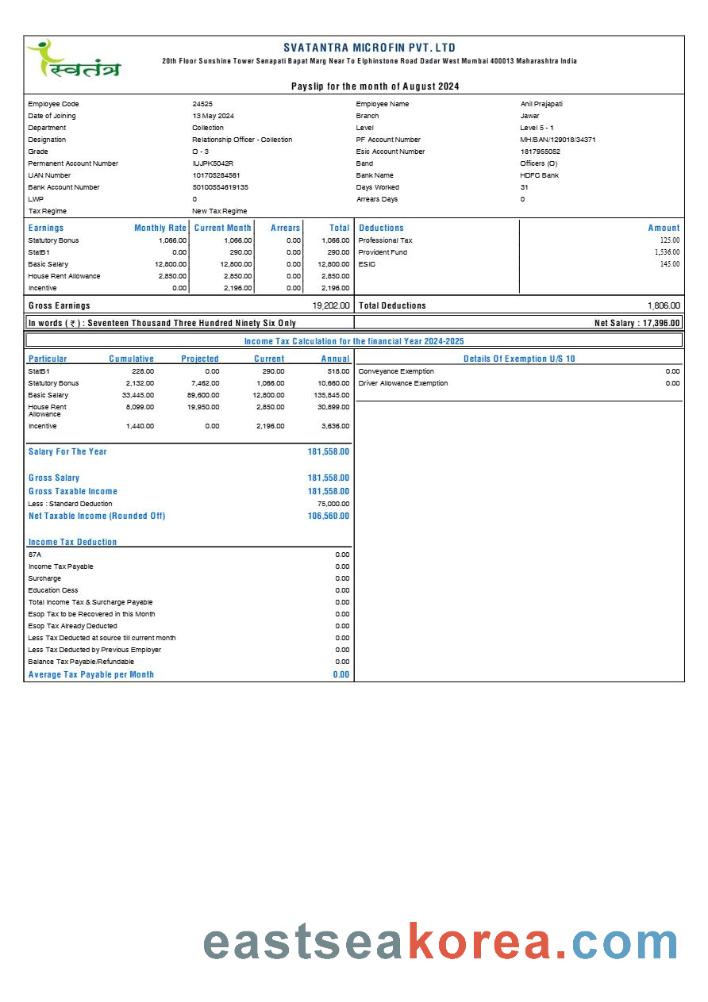 स्वतंत्र
SVATANTRA MICROFIN PVT. LTD
20th Floor Sunshine Tower Senapati Bapat Marg Near To Elphinstone Road Dadar West Mumbai 400013 Maharashtra India
Payslip for the month of August 2024
Employee Code 24525 Employee Name Anil Prajapati
Date of Joining 13 May 2024 Branch Jawar
Department Collection Level Level 5 - 1
Designation Relationship Officer - Collection PF Account Number MH/BAN/129018/34371
Grade O - 3 Esic Account Number 1817955052
Permanent Account Number IUJPK5042R Band Officers (O)
UAN Number 101705284561 Bank Name HDFC Bank
Bank Account Number 50100554619135 Days Worked 31
LWP 0 Arrears Days 0
Tax Regime New Tax Regime
Earnings Monthly Rate Current Month Arrears Total Deductions Amount
Statutory Bonus 1,066.00 1,066.00 0.00 1,066.00 Professional Tax 125.00
StatB1 0.00 290.00 0.00 290.00 Provident Fund 1,536.00
Basic Salary 12,800.00 12,800.00 0.00 12,800.00 ESIC 145.00
House Rent Allowance 2,850.00 2,850.00 0.00 2,850.00
Incentive 0.00 2,196.00 0.00 2,196.00
Gross Earnings 19,202.00 Total Deductions 1,806.00
In words ( ₹ ) : Seventeen Thousand Three Hundred Ninety Six Only Net Salary : 17,396.00
Income Tax Calculation for the financial Year 2024-2025
Particular Cumulative Projected Current Annual Details Of Exemption U/S 10
StatB1 228.00 0.00 290.00 518.00 Conveyance Exemption 0.00
Statutory Bonus 2,132.00 7,462.00 1,066.00 10,660.00 Driver Allowance Exemption 0.00
Basic Salary 33,445.00 89,600.00 12,800.00 135,845.00
House Rent Allowance 8,099.00 19,950.00 2,850.00 30,899.00
Incentive 1,440.00 0.00 2,196.00 3,636.00
Salary For The Year 181,558.00
Gross Salary 181,558.00
Gross Taxable Income 181,558.00
Less : Standard Deduction 75,000.00
Net Taxable Income (Rounded Off) 106,560.00
Income Tax Deduction
87A 0.00
Income Tax Payable 0.00
Surcharge 0.00
Education Cess 0.00
Total Income Tax & Surcharge Payable 0.00
Esop Tax to be Recovered in this Month 0.00
Esop Tax Already Deducted 0.00
Less Tax Deducted at source till current month 0.00
Less Tax Deducted by Previous Employer 0.00
Balance Tax Payable/Refundable 0.00
Average Tax Payable per Month 0.00
eastseakorea.com